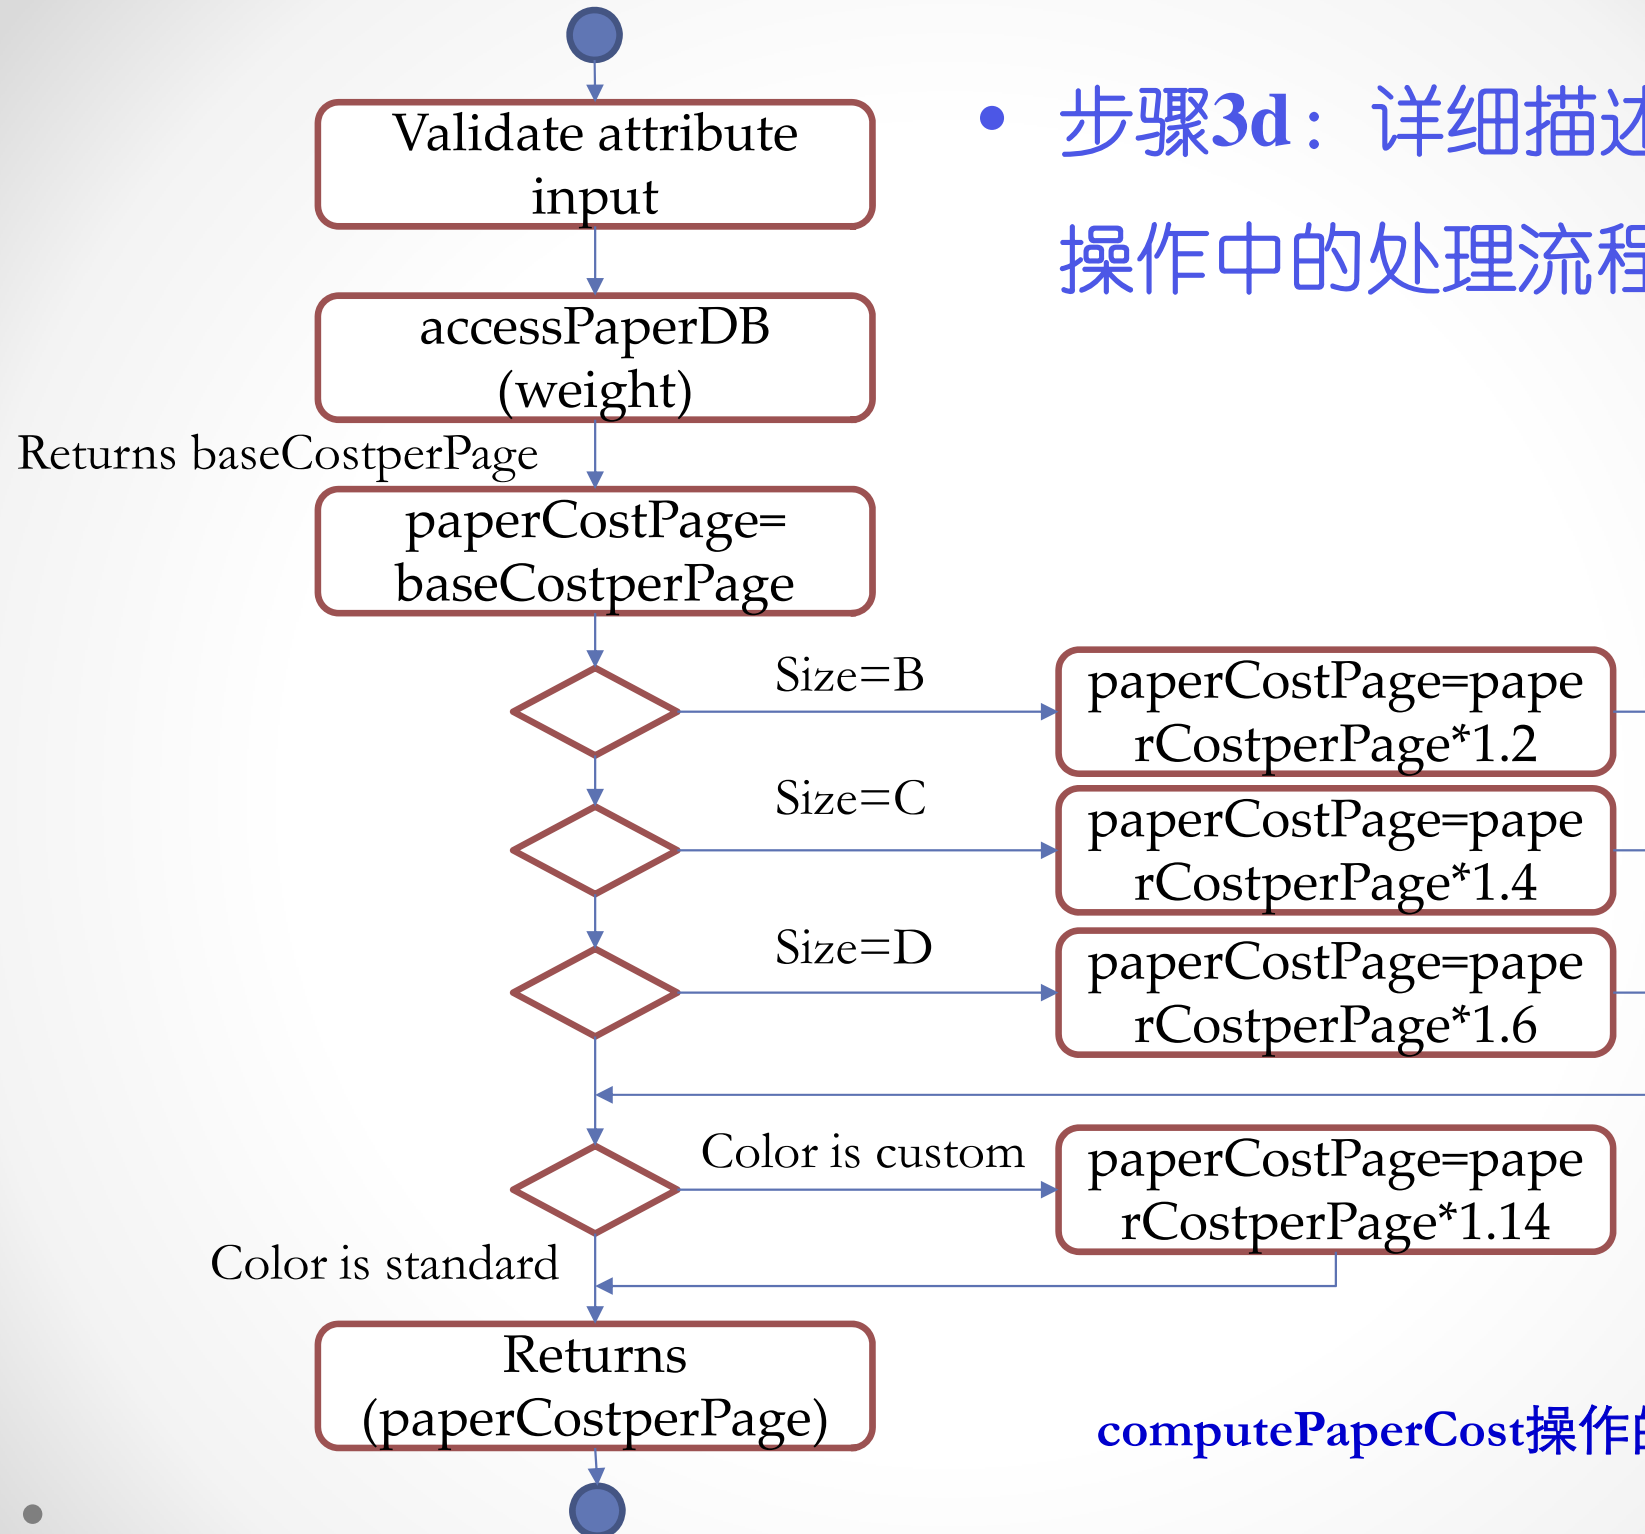 Validate attribute
input
• 步骤3d：详细描述
操作中的处理流程
accessPaperDB
(weight)
Returns baseCostperPage
paperCostPage=
baseCostperPage
Size=B
paperCostPage=pape
rCostperPage*1.2
Size=C
paperCostPage=pape
rCostperPage*1.4
Size=D
paperCostPage=pape
rCostperPage*1.6
Color is custom
paperCostPage=pape
rCostperPage*1.14
Color is standard
Returns
(paperCostperPage)
computePaperCost操作